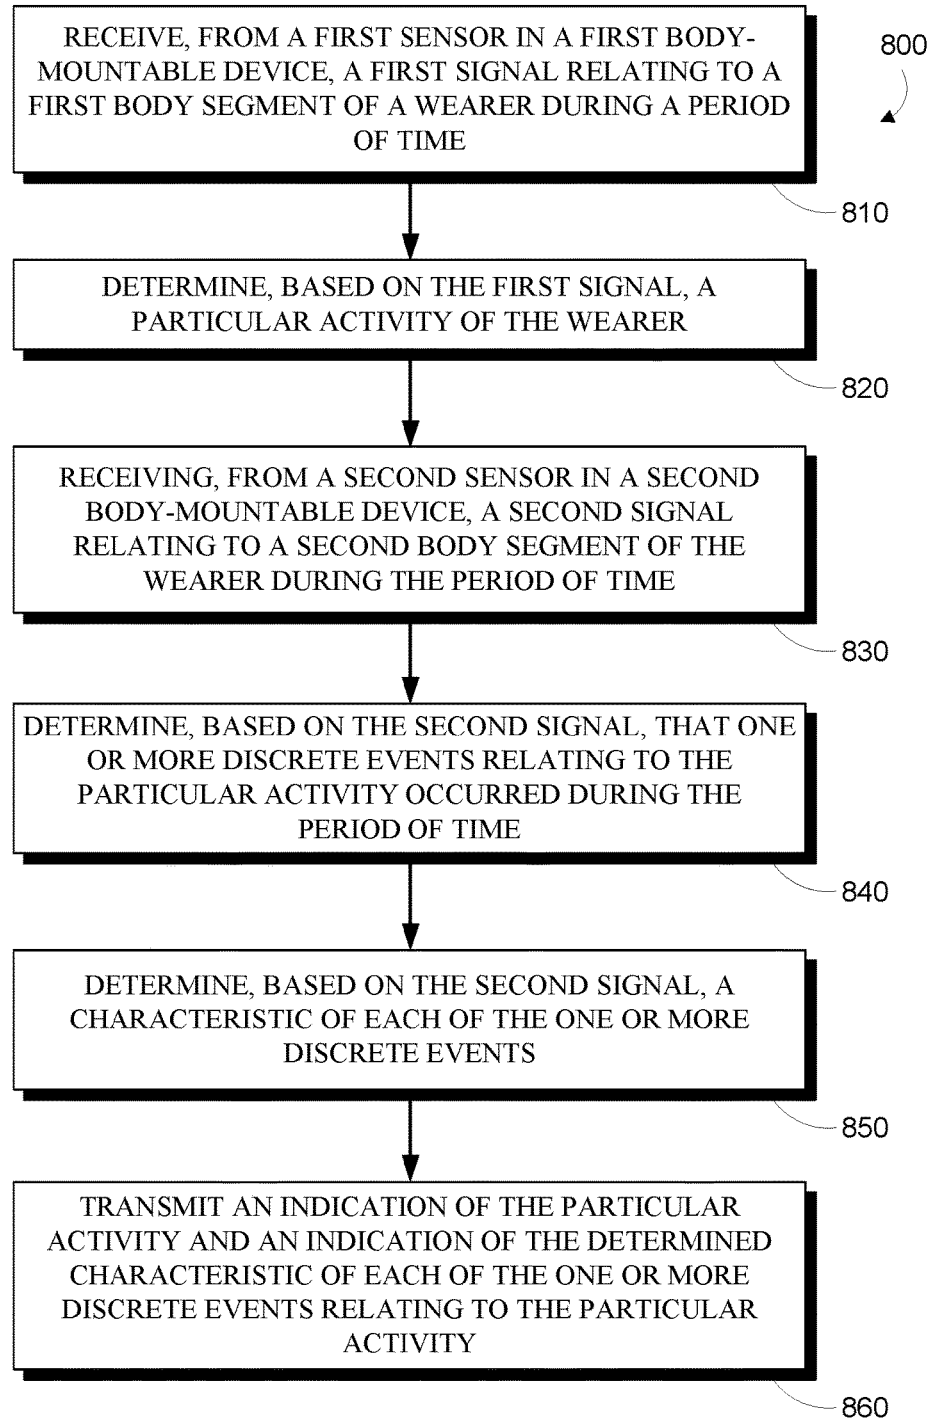 RECEIVE, FROM A FIRST SENSOR IN A FIRST BODY-
MOUNTABLE DEVICE, A FIRST SIGNAL RELATING TO A
FIRST BODY SEGMENT OF A WEARER DURING A PERIOD
OF TIME
800
810
DETERMINE, BASED ON THE FIRST SIGNAL, A
PARTICULAR ACTIVITY OF THE WEARER
820
RECEIVING, FROM A SECOND SENSOR IN A SECOND
BODY-MOUNTABLE DEVICE, A SECOND SIGNAL
RELATING TO A SECOND BODY SEGMENT OF THE
WEARER DURING THE PERIOD OF TIME
830
DETERMINE, BASED ON THE SECOND SIGNAL, THAT ONE
OR MORE DISCRETE EVENTS RELATING TO THE
PARTICULAR ACTIVITY OCCURRED DURING THE
PERIOD OF TIME
840
DETERMINE, BASED ON THE SECOND SIGNAL, A
CHARACTERISTIC OF EACH OF THE ONE OR MORE
DISCRETE EVENTS
850
TRANSMIT AN INDICATION OF THE PARTICULAR
ACTIVITY AND AN INDICATION OF THE DETERMINED
CHARACTERISTIC OF EACH OF THE ONE OR MORE
DISCRETE EVENTS RELATING TO THE PARTICULAR
ACTIVITY
860